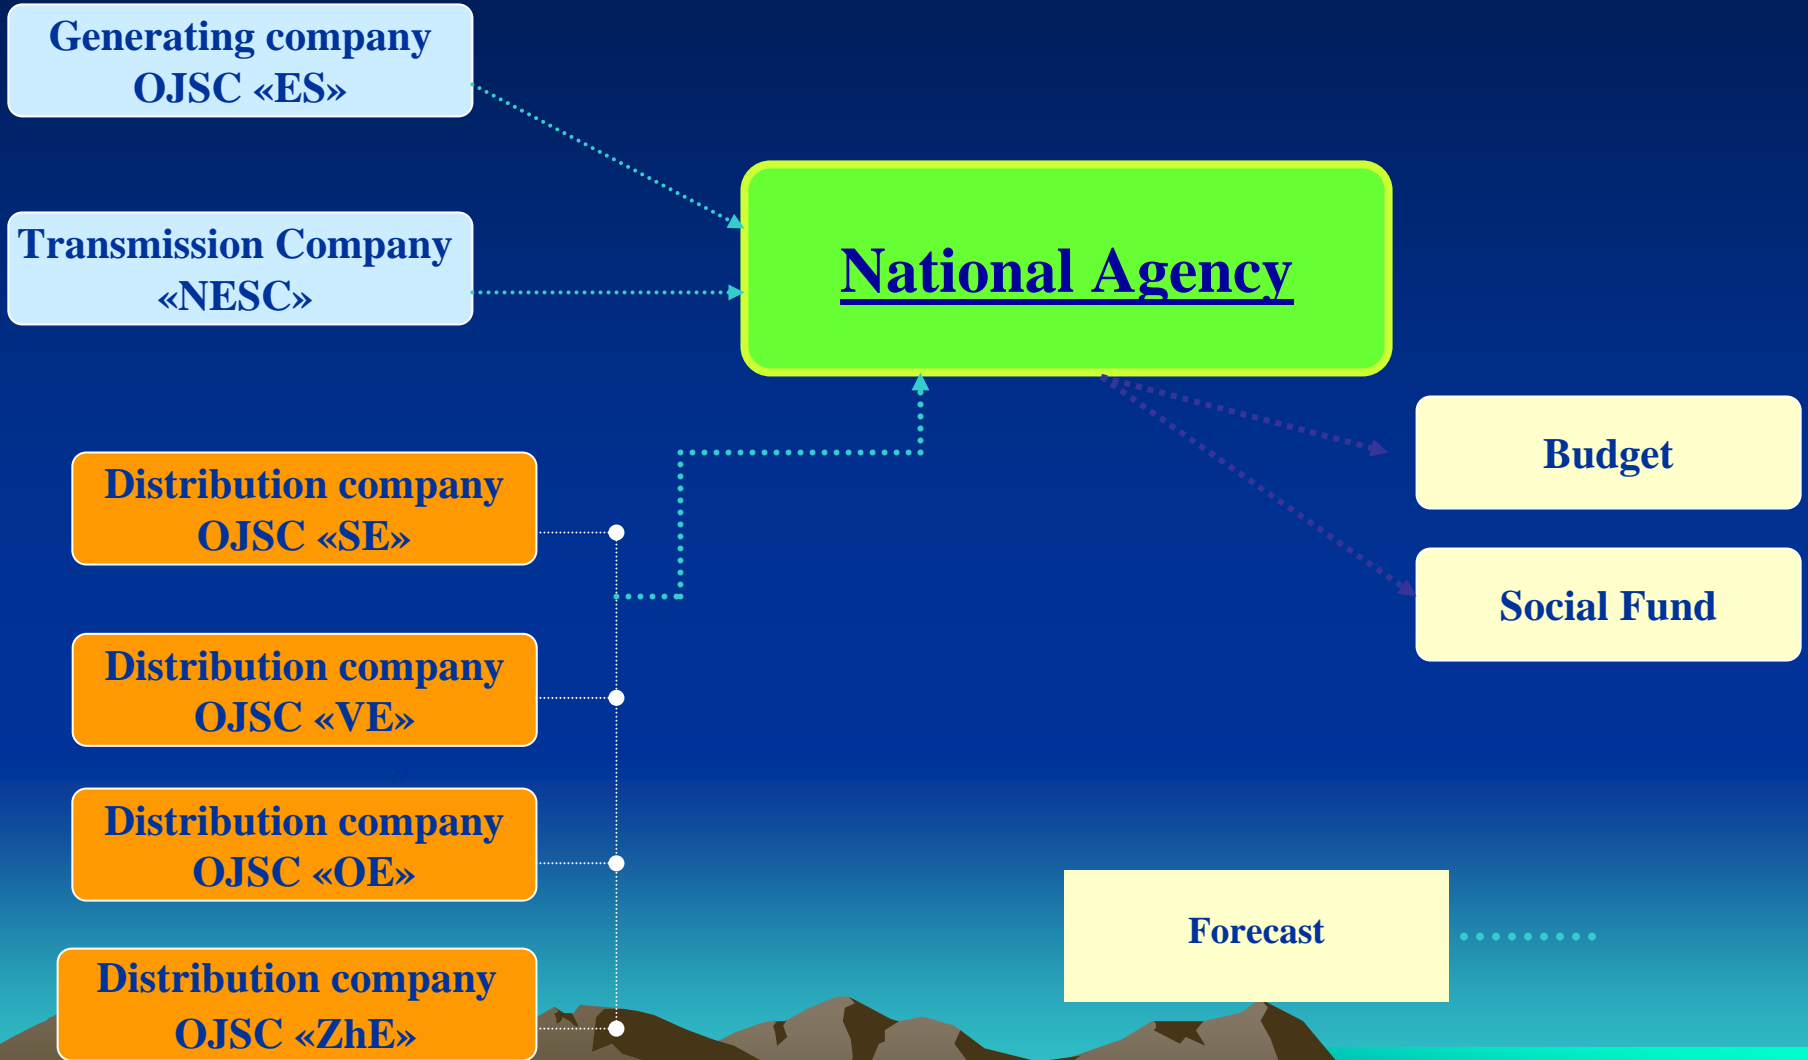 Generating company
OJSC «ES»
Transmission Company
«NESC»
National Agency
Budget
Social Fund
Distribution company
OJSC «SE»
Distribution company
OJSC «VE»
»
Distribution company
OJSC «OE»
Distribution company
OJSC «ZhE»
Forecast